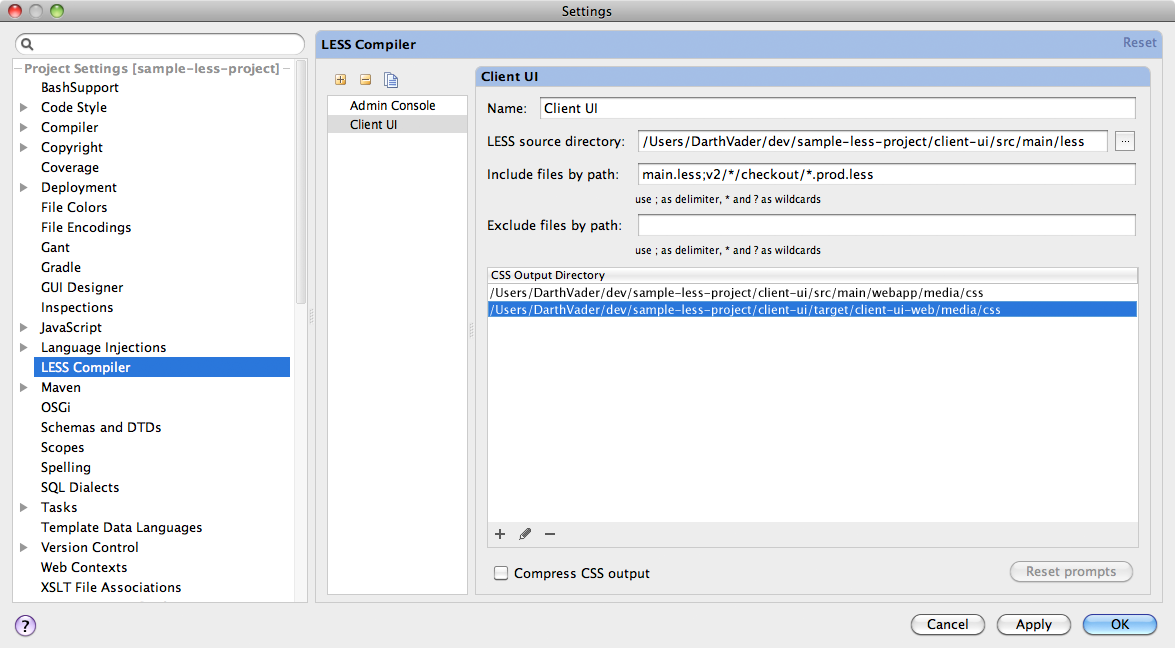 Settings
Project Settings [sample-less-project]
BashSupport
Code Style
Compiler
Copyright
Coverage
Deployment
File Colors
File Encodings
Gant
Gradle
GUI Designer
Inspections
JavaScript
Language Injections
LESS Compiler
Maven
OSGi
Schemas and DTDs
Scopes
Spelling
SQL Dialects
Tasks
Template Data Languages
Version Control
Web Contexts
XSLT File Associations
LESS Compiler
Reset
Admin Console
Client UI
Client UI
Name: Client UI
LESS source directory: /Users/DarthVader/dev/sample-less-project/client-ui/src/main/less ...
Include files by path: main.less;v2/*/checkout/*.prod.less
use ; as delimiter, * and ? as wildcards
Exclude files by path:
use ; as delimiter, * and ? as wildcards
CSS Output Directory
/Users/DarthVader/dev/sample-less-project/client-ui/src/main/webapp/media/css
/Users/DarthVader/dev/sample-less-project/client-ui/target/client-ui-web/media/css
Compress CSS output
Reset prompts
?
Cancel
Apply
OK